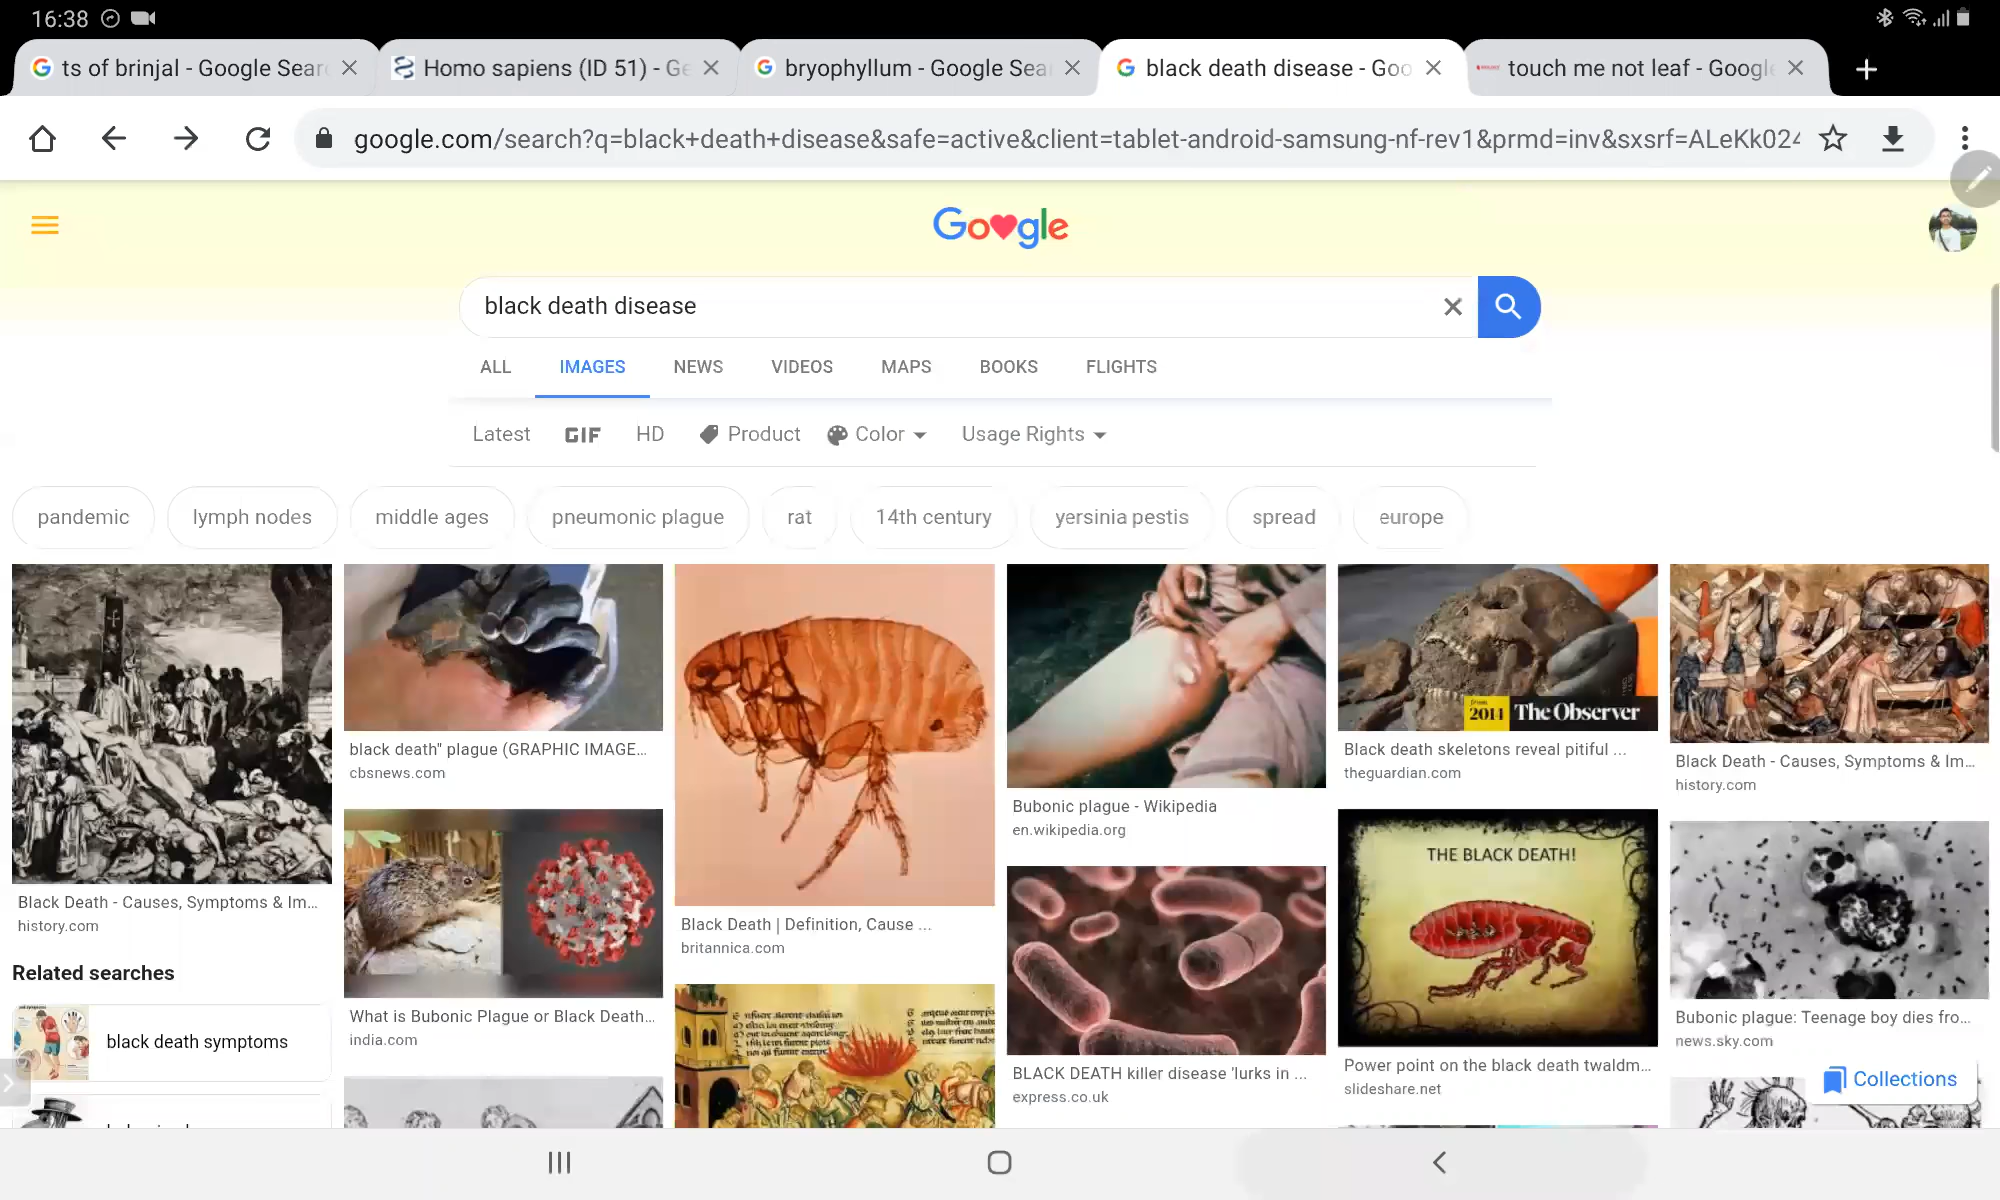 16:38
ts of brinjal - Google Sear
Homo sapiens (ID 51) - Ge
bryophyllum - Google Sea
black death disease - Goo
touch me not leaf - Google
google.com/search?q=black+death+disease&safe=active&client=tablet-android-samsung-nf-rev1&prmd=inv&sxsrf=ALeKk024
Google
black death disease
ALL IMAGES NEWS VIDEOS MAPS BOOKS FLIGHTS
Latest GIF HD Product Color Usage Rights
pandemic lymph nodes middle ages pneumonic plague rat 14th century yersinia pestis spread europe
Black Death - Causes, Symptoms & Im...
history.com
Related searches
black death symptoms
black death" plague (GRAPHIC IMAGE...
cbsnews.com
What is Bubonic Plague or Black Death...
india.com
Black Death | Definition, Cause ...
britannica.com
Bubonic plague - Wikipedia
en.wikipedia.org
BLACK DEATH killer disease 'lurks in ...
express.co.uk
2014 The Observer
Black death skeletons reveal pitiful ...
theguardian.com
THE BLACK DEATH!
Power point on the black death twaldm...
slideshare.net
Black Death - Causes, Symptoms & Im...
history.com
Bubonic plague: Teenage boy dies fro...
news.sky.com
Collections